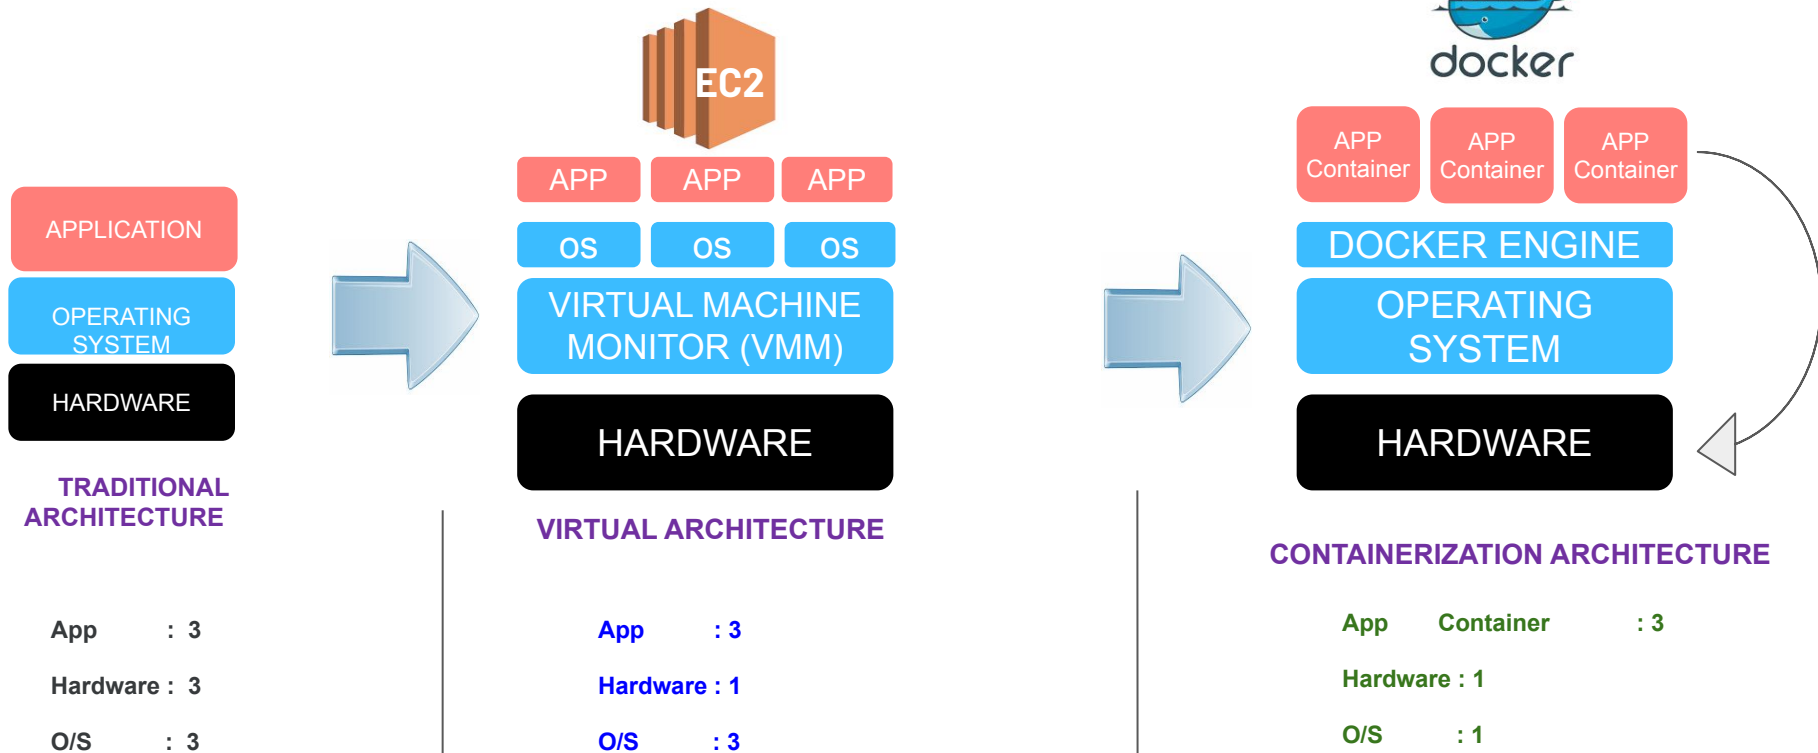 EC2
docker
APPLICATION
OPERATING
SYSTEM
HARDWARE
TRADITIONAL
ARCHITECTURE
App : 3
Hardware : 3
O/S : 3
APP APP APP
OS OS OS
VIRTUAL MACHINE
MONITOR (VMM)
HARDWARE
VIRTUAL ARCHITECTURE
App : 3
Hardware : 1
O/S : 3
APP
Container
APP
Container
APP
Container
DOCKER ENGINE
OPERATING
SYSTEM
HARDWARE
CONTAINERIZATION ARCHITECTURE
App Container : 3
Hardware : 1
O/S : 1